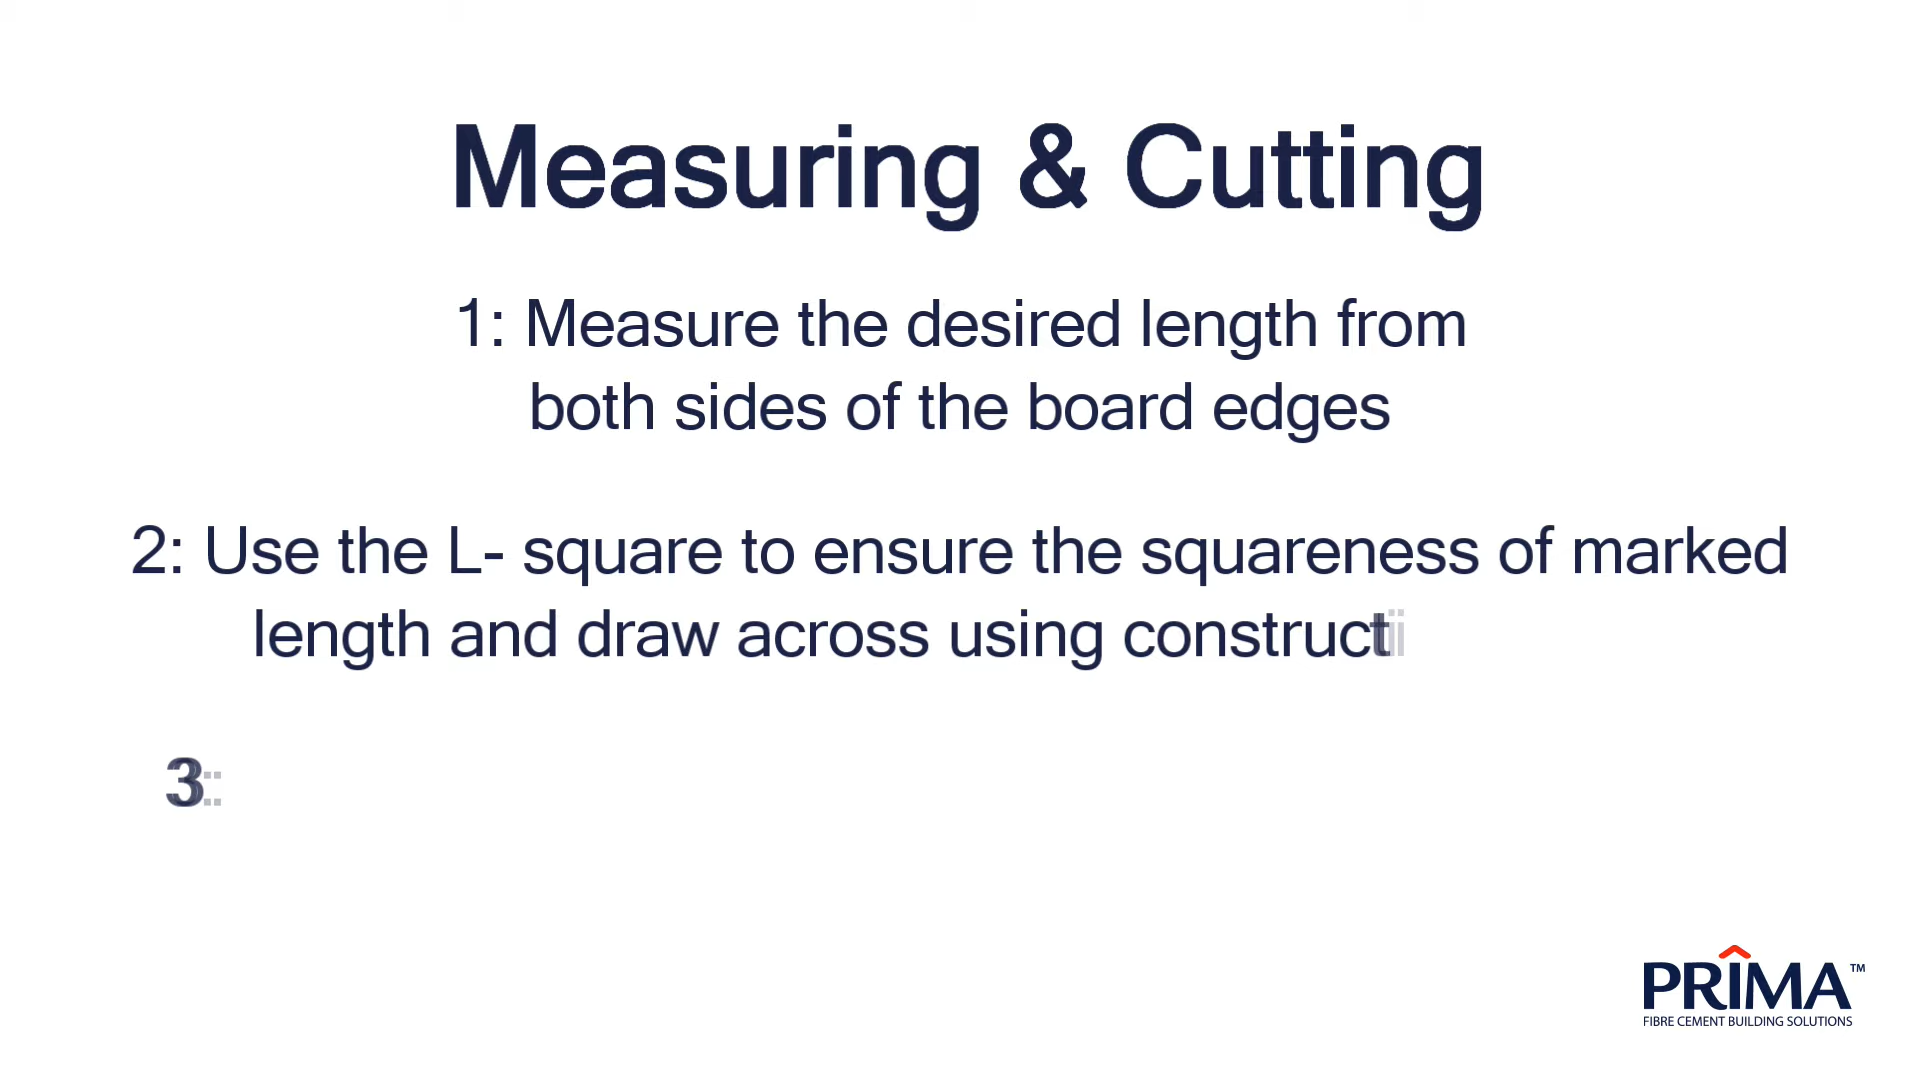 Measuring & Cutting
1: Measure the desired length from
both sides of the board edges
2: Use the L- square to ensure the squareness of marked
length and draw across using constructi
3:
PRIMA™
FIBRE CEMENT BUILDING SOLUTIONS